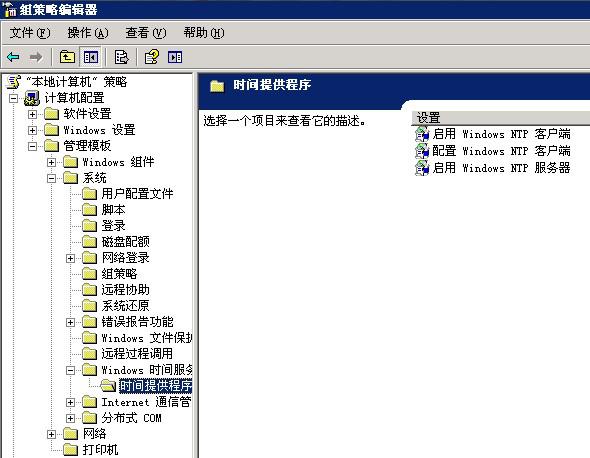 组策略编辑器
文件(F) 操作(A) 查看(V) 帮助(H)
“本地计算机”策略
计算机配置
软件设置
Windows 设置
管理模板
Windows 组件
系统
用户配置文件
脚本
登录
磁盘配额
网络登录
组策略
远程协助
系统还原
错误报告功能
Windows 文件保护
远程过程调用
Windows 时间服务
时间提供程序
Internet 通信管
分布式 COM
网络
打印机
时间提供程序
选择一个项目来查看它的描述。
设置
启用 Windows NTP 客户端
配置 Windows NTP 客户端
启用 Windows NTP 服务器